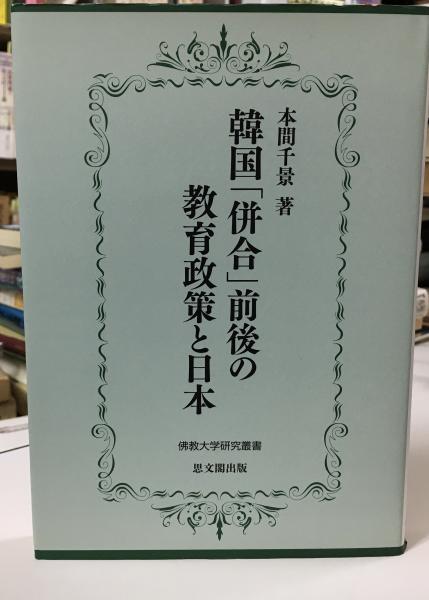 本間千景 著
韓国「併合」前後の
教育政策と日本
佛教大学研究叢書
思文閣出版